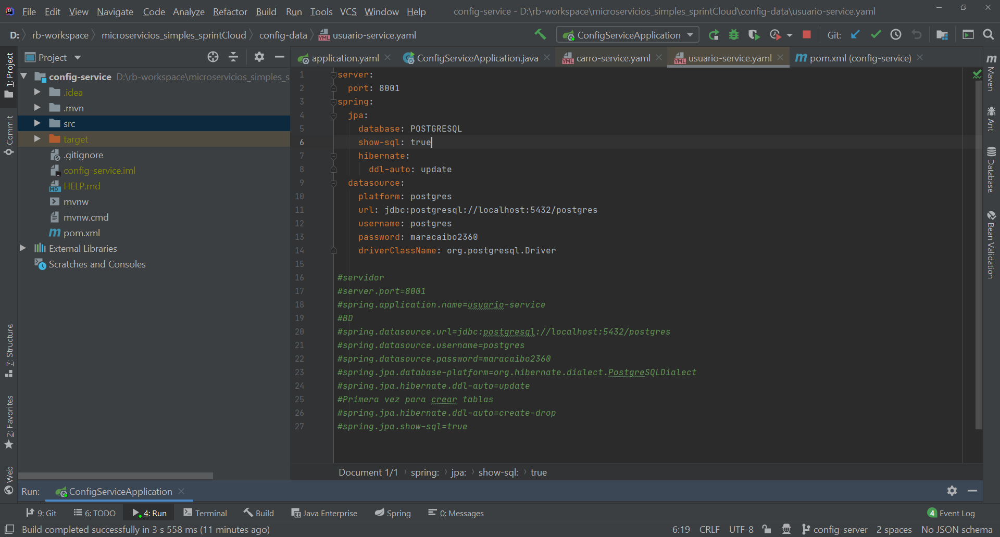 File Edit View Navigate Code Analyze Refactor Build Run Tools VCS Window Help config-service - D:\rb-workspace\microservicios_simples_sprintCloud\config-data\usuario-service.yaml
D: rb-workspace microservicios_simples_sprintCloud config-data usuario-service.yaml ConfigServiceApplication Git:
Project application.yaml ConfigServiceApplication.java carro-service.yaml usuario-service.yaml pom.xml (config-service)
config-service D:\rb-workspace\microservicios_simples_s
.idea
.mvn
src
target
.gitignore
config-service.iml
HELP.md
mvnw
mvnw.cmd
pom.xml
External Libraries
Scratches and Consoles
1: Project
Commit
7: Structure
2: Favorites
Web
1 server:
2 port: 8001
3 spring:
4 jpa:
5 database: POSTGRESQL
6 show-sql: true
7 hibernate:
8 ddl-auto: update
9 datasource:
10 platform: postgres
11 url: jdbc:postgresql://localhost:5432/postgres
12 username: postgres
13 password: maracaibo2360
14 driverClassName: org.postgresql.Driver
15
16 #servidor
17 #server.port=8001
18 #spring.application.name=usuario-service
19 #BD
20 #spring.datasource.url=jdbc:postgresql://localhost:5432/postgres
21 #spring.datasource.username=postgres
22 #spring.datasource.password=maracaibo2360
23 #spring.jpa.database-platform=org.hibernate.dialect.PostgreSQLDialect
24 #spring.jpa.hibernate.ddl-auto=update
25 #Primera vez para crear tablas
26 #spring.jpa.hibernate.ddl-auto=create-drop
27 #spring.jpa.show-sql=true
Maven
Ant
Database
Bean Validation
Document 1/1 spring: jpa: show-sql: true
Run: ConfigServiceApplication
9: Git 6: TODO 4: Run Terminal Build Java Enterprise Spring 0: Messages 4 Event Log
Build completed successfully in 3 s 558 ms (11 minutes ago) 6:19 CRLF UTF-8 config-server 2 spaces No JSON schema